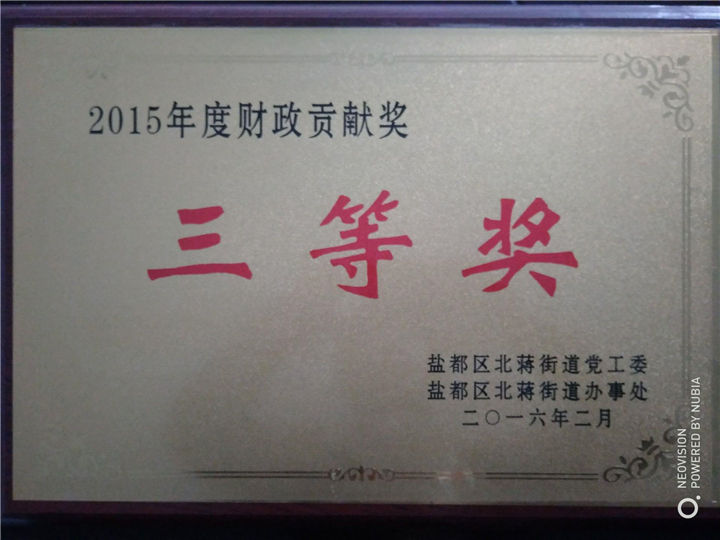 2015年度财政贡献奖
三等奖
盐都区北蒋街道党工委
盐都区北蒋街道办事处
二〇一六年二月
NEOVISION
POWERED BY NUBIA